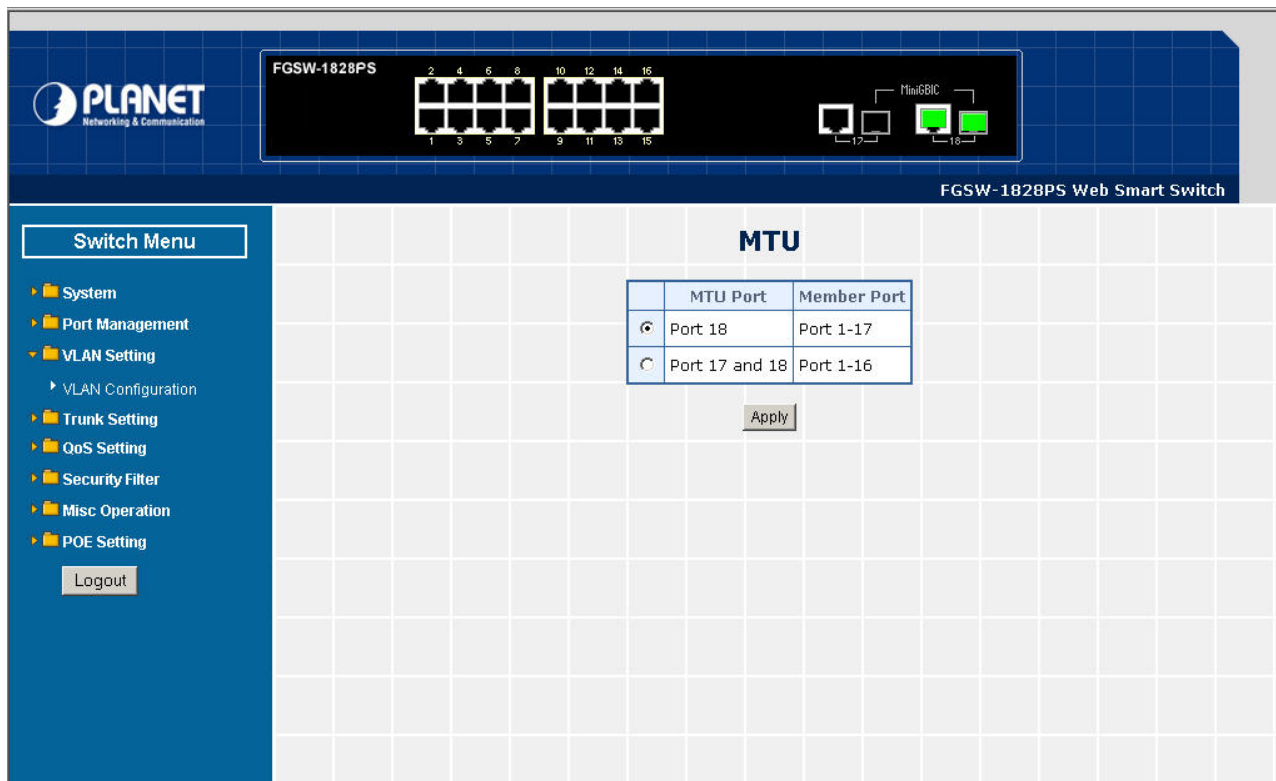 PLANET
Networking & Communication
FGSW-1828PS
2 4 6 8 10 12 14 16
1 3 5 7 9 11 13 15
MiniGBIC
17 18
FGSW-1828PS Web Smart Switch
Switch Menu
System
Port Management
VLAN Setting
VLAN Configuration
Trunk Setting
QoS Setting
Security Filter
Misc Operation
POE Setting
Logout
MTU
MTU Port Member Port
Port 18 Port 1-17
Port 17 and 18 Port 1-16
Apply